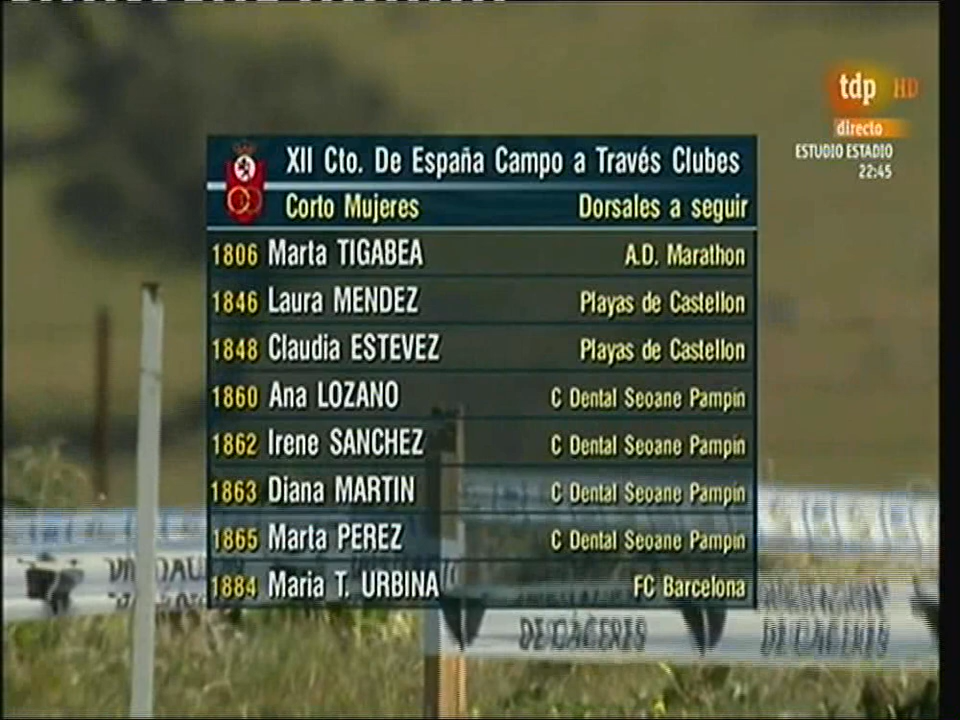 tdp HD
directo
ESTUDIO ESTADIO
22:45
XII Cto. De España Campo a Través Clubes
Corto Mujeres Dorsales a seguir
1806 Marta TIGABEA A.D. Marathon
1846 Laura MENDEZ Playas de Castellon
1848 Claudia ESTEVEZ Playas de Castellon
1860 Ana LOZANO C Dental Seoane Pampin
1862 Irene SANCHEZ C Dental Seoane Pampin
1863 Diana MARTIN C Dental Seoane Pampin
1865 Marta PEREZ C Dental Seoane Pampin
1884 Maria T. URBINA FC Barcelona
DE CACERES DE CACERES